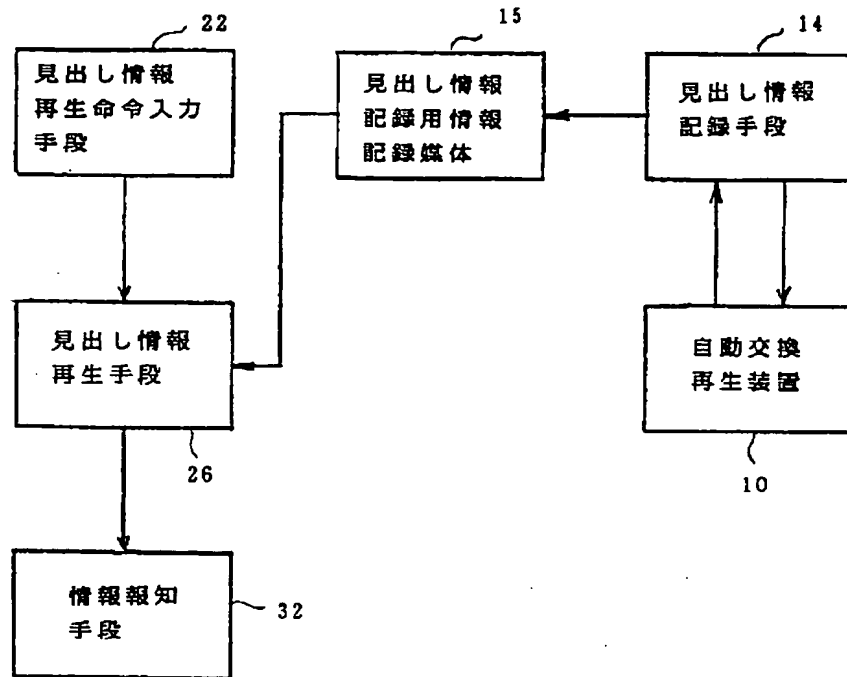 22
見出し情報
再生命令入力
手段
15
見出し情報
記録用情報
記録媒体
14
見出し情報
記録手段
見出し情報
再生手段
26
自動交換
再生装置
10
情報報知
手段
32